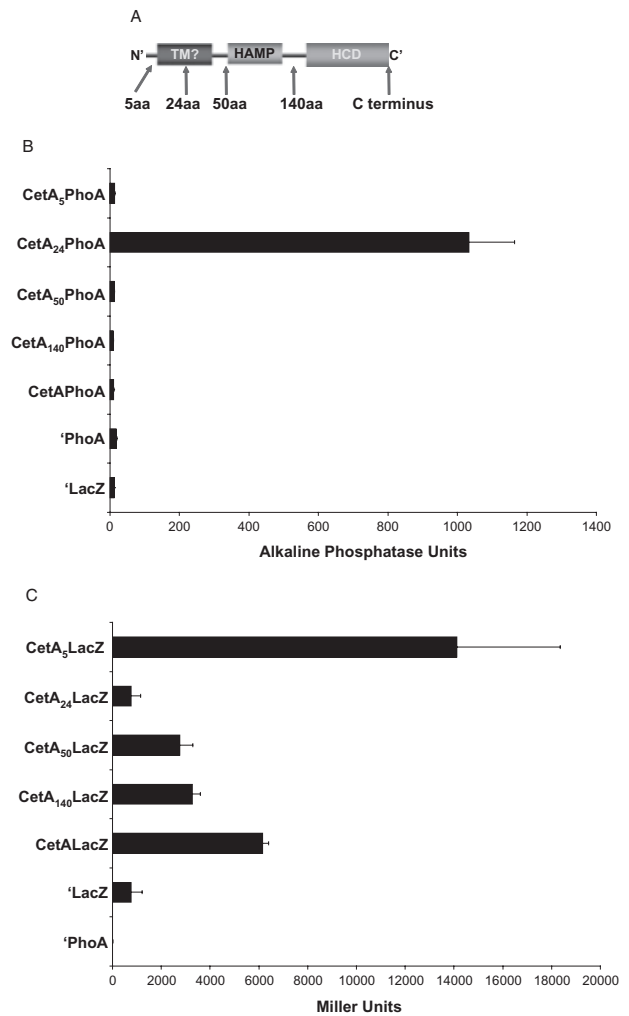 A
N' TM? HAMP HCD C'
5aa 24aa 50aa 140aa C terminus
B
CetA5PhoA
CetA24PhoA
CetA50PhoA
CetA140PhoA
CetAPhoA
‘PhoA
‘LacZ
0 200 400 600 800 1000 1200 1400
Alkaline Phosphatase Units
C
CetA5LacZ
CetA24LacZ
CetA50LacZ
CetA140LacZ
CetALacZ
‘LacZ
‘PhoA
0 2000 4000 6000 8000 10000 12000 14000 16000 18000 20000
Miller Units